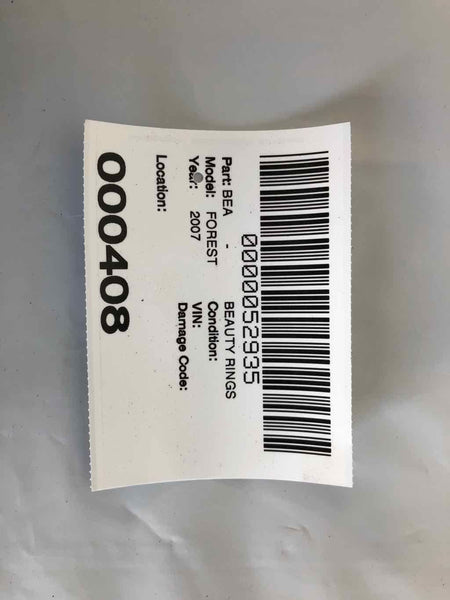 0000052935
Part: BEA - BEAUTY RINGS
Model: FOREST Condition:
Year: 2007 VIN:
Damage Code:
Location:
000408